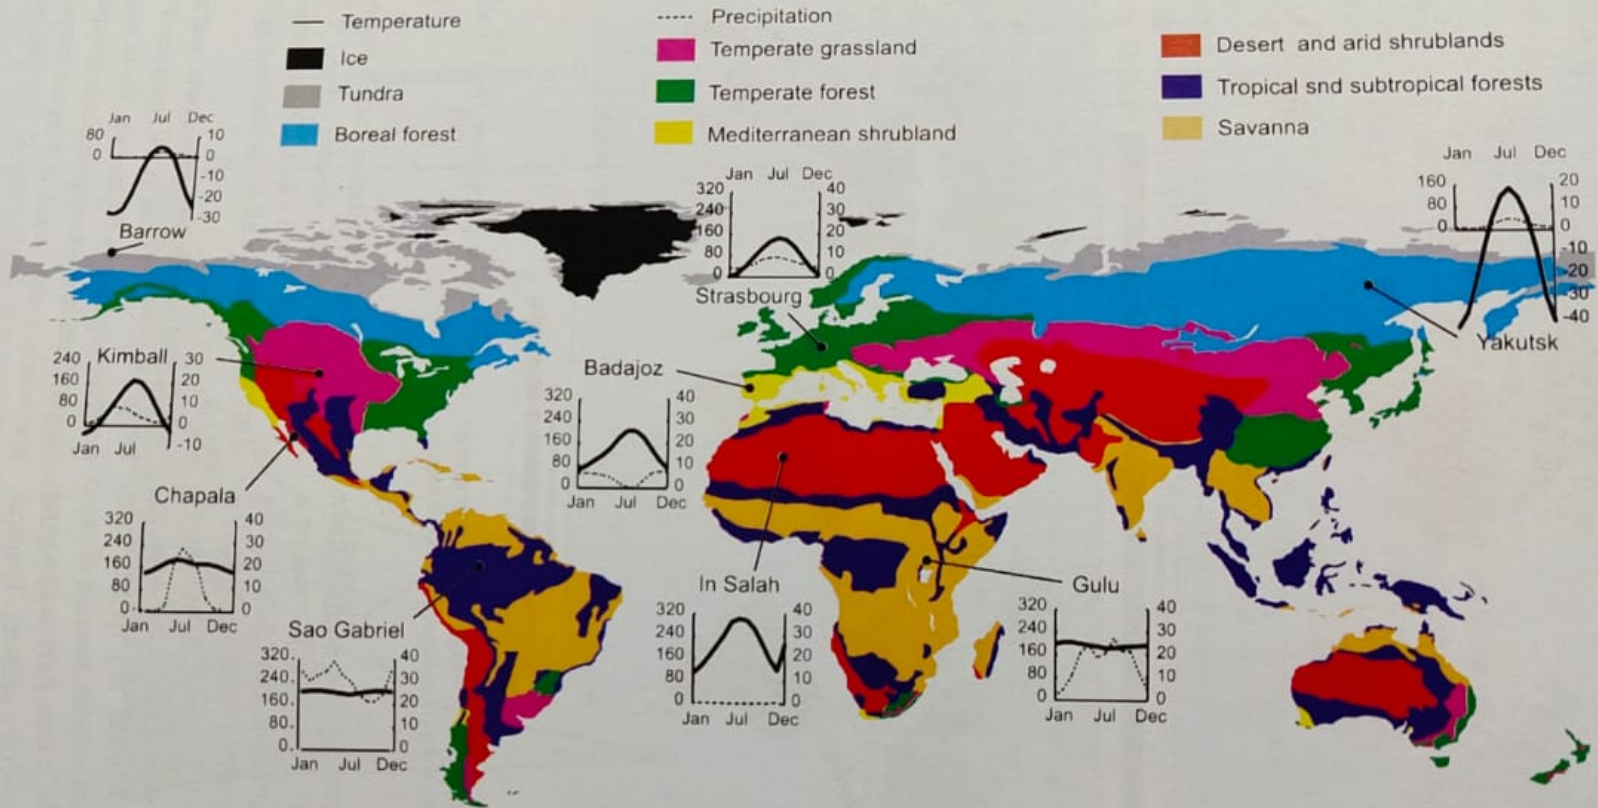 Temperature
Precipitation
Ice
Temperate grassland
Desert and arid shrublands
Tundra
Temperate forest
Tropical snd subtropical forests
Boreal forest
Mediterranean shrubland
Savanna
Jan Jul Dec
80 10
0 0
-10
-20
-30
Barrow
Jan Jul Dec
320 40
240 30
160 20
80 10
0 0
Strasbourg
Jan Jul Dec
160 20
80 10
0 0
-10
-20
-30
-40
Yakutsk
Kimball
240 30
160 20
80 10
0 0
-10
Jan Jul
Badajoz
320 40
240 30
160 20
80 10
0 0
Jan Jul Dec
Chapala
320 40
240 30
160 20
80 10
0 0
Jan Jul Dec
Sao Gabriel
320 40
240 30
160 20
80 10
0 0
Jan Jul Dec
In Salah
320 40
240 30
160 20
80 10
0 0
Jan Jul Dec
Gulu
320 40
240 30
160 20
80 10
0 0
Jan Jul Dec